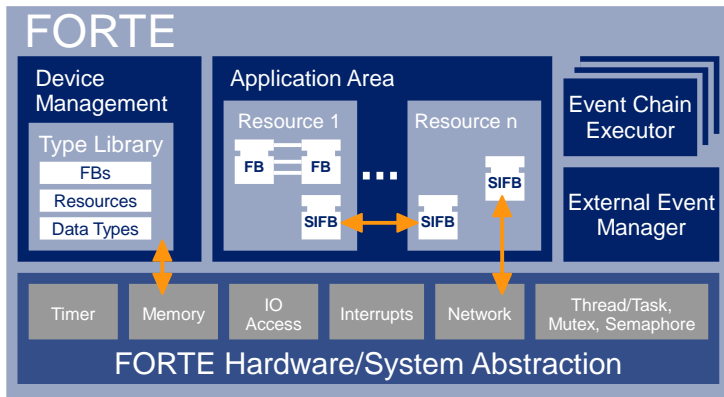 FORTE
Device
Management
Type Library
FBs
Resources
Data Types
Application Area
Resource 1
FB
FB
SIFB
...
Resource n
SIFB
SIFB
Event Chain
Executor
External Event
Manager
Timer
Memory
IO
Access
Interrupts
Network
Thread/Task,
Mutex, Semaphore
FORTE Hardware/System Abstraction